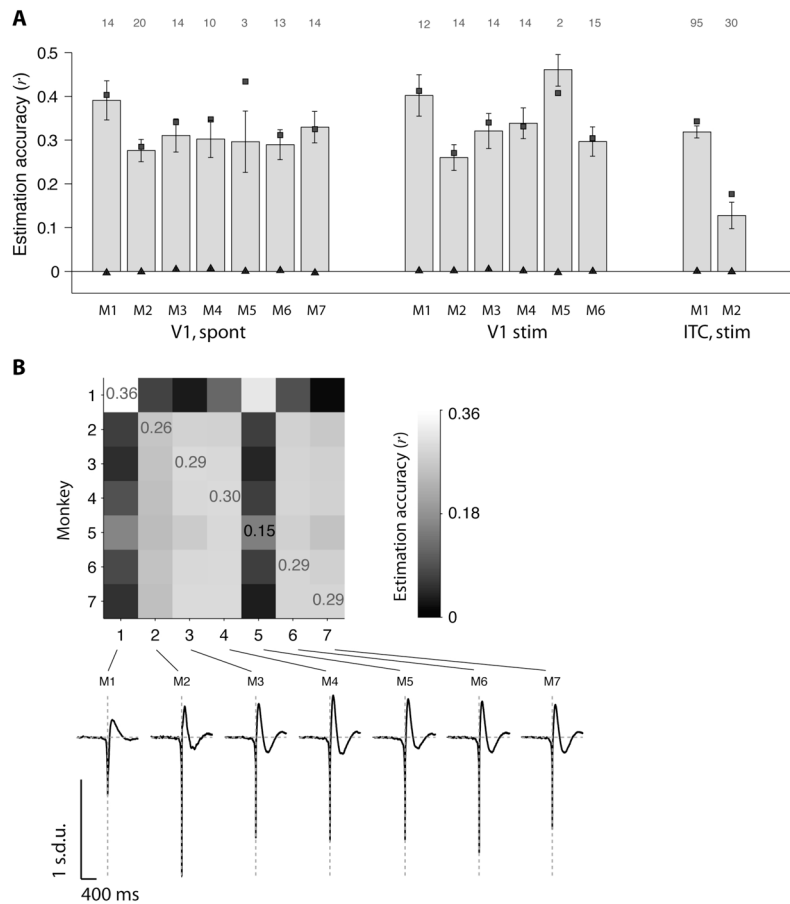 A
14 20 14 10 3 13 14 12 14 14 14 2 15 95 30
Estimation accuracy (r)
0.5
0.4
0.3
0.2
0.1
0
M1 M2 M3 M4 M5 M6 M7 M1 M2 M3 M4 M5 M6 M1 M2
V1, spont V1 stim ITC, stim
B
Monkey
1 0.36
2 0.26
3 0.29
4 0.30
5 0.15
6 0.29
7 0.29
1 2 3 4 5 6 7
Estimation accuracy (r)
0.36
0.18
0
M1 M2 M3 M4 M5 M6 M7
1 s.d.u.
400 ms